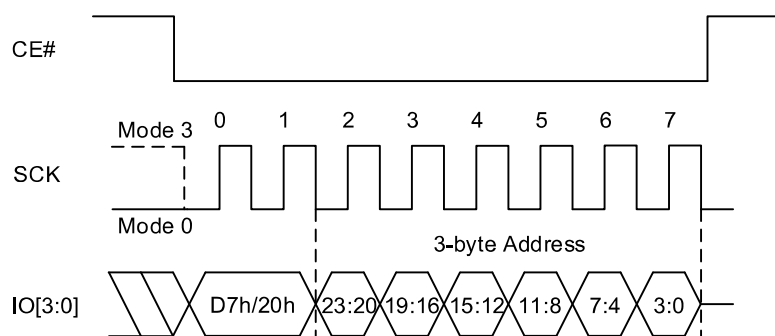 CE#
0 1 2 3 4 5 6 7
Mode 3
SCK
Mode 0
3-byte Address
IO[3:0] D7h/20h 23:20 19:16 15:12 11:8 7:4 3:0